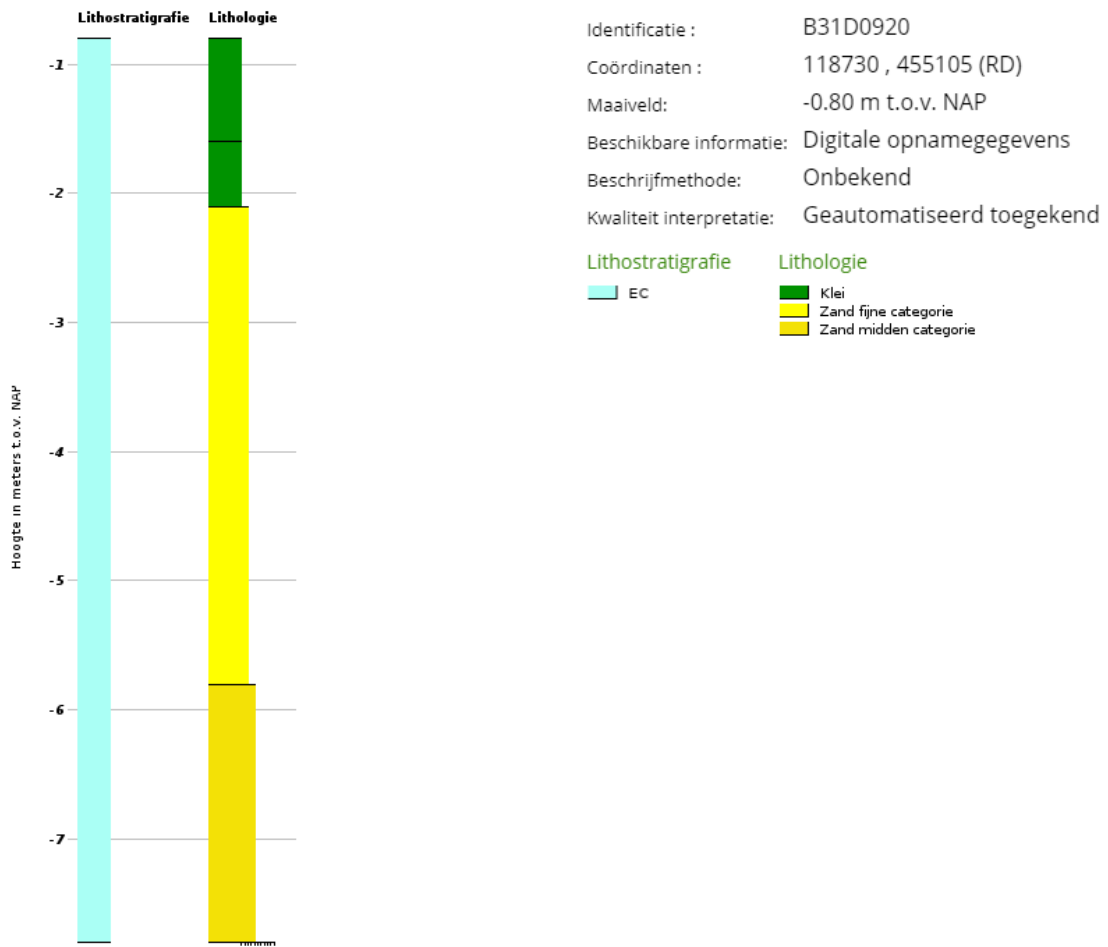 Lithostratigrafie Lithologie
-1
-2
-3
-4
-5
-6
-7
Hoogte in meters t.o.v. NAP
Identificatie : B31D0920
Coördinaten : 118730 , 455105 (RD)
Maaiveld: -0.80 m t.o.v. NAP
Beschikbare informatie: Digitale opnamegegevens
Beschrijfmethode: Onbekend
Kwaliteit interpretatie: Geautomatiseerd toegekend
Lithostratigrafie Lithologie
EC Klei
Zand fijne categorie
Zand midden categorie